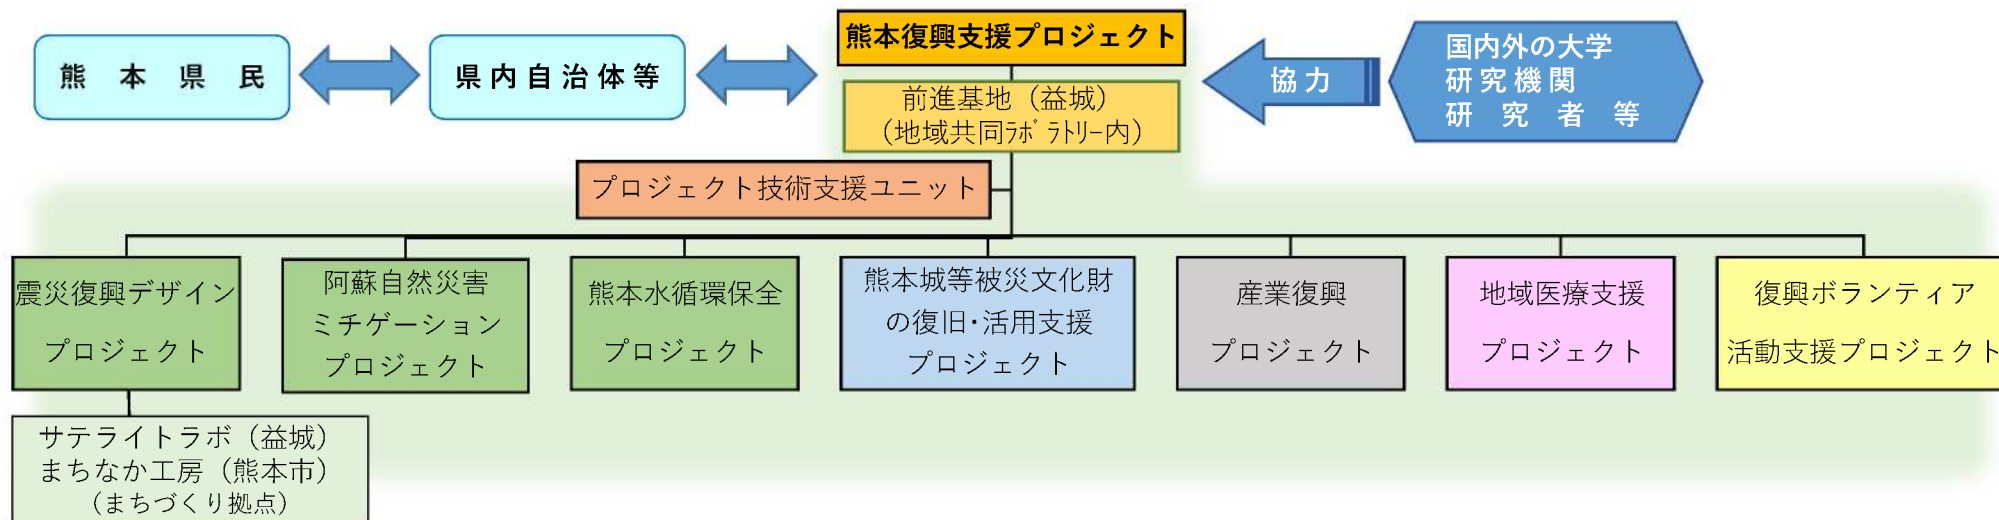 熊本県民
県内自治体等
熊本復興支援プロジェクト
前進基地（益城）
（地域共同ﾗﾎﾞﾗﾄﾘｰ内）
協力
国内外の大学
研究機関
研究者等
プロジェクト技術支援ユニット
震災復興デザイン
プロジェクト
阿蘇自然災害
ミチゲーション
プロジェクト
熊本水循環保全
プロジェクト
熊本城等被災文化財
の復旧･活用支援
プロジェクト
産業復興
プロジェクト
地域医療支援
プロジェクト
復興ボランティア
活動支援プロジェクト
サテライトラボ（益城）
まちなか工房（熊本市）
（まちづくり拠点）